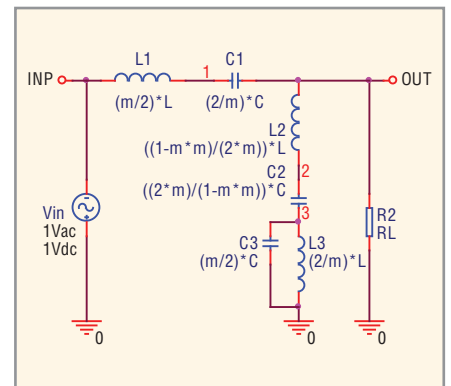 L1
C1
INP
1
OUT
(m/2)*L
(2/m)*C
L2
((1-m*m)/(2*m))*L
C2
2
((2*m)/(1-m*m))*C
3
Vin
1Vac
1Vdc
C3
(m/2)*C
L3
(2/m)*L
R2
RL
0
0
0